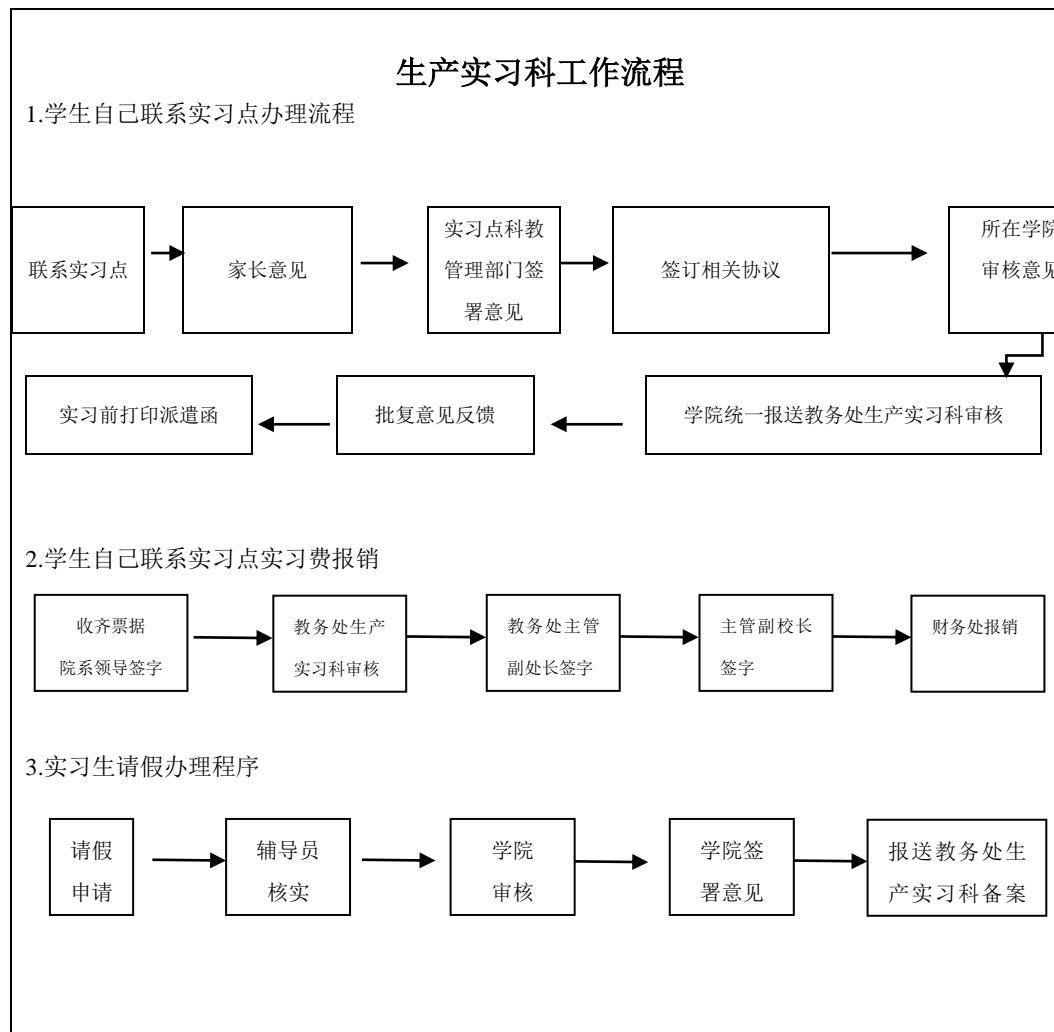 生产实习科工作流程
1.学生自己联系实习点办理流程
联系实习点
家长意见
实习点科教
管理部门签
署意见
签订相关协议
所在学院
审核意见
学院统一报送教务处生产实习科审核
批复意见反馈
实习前打印派遣函
2.学生自己联系实习点实习费报销
收齐票据
院系领导签字
教务处生产
实习科审核
教务处主管
副处长签字
主管副校长
签字
财务处报销
3.实习生请假办理程序
请假
申请
辅导员
核实
学院
审核
学院签
署意见
报送教务处生
产实习科备案